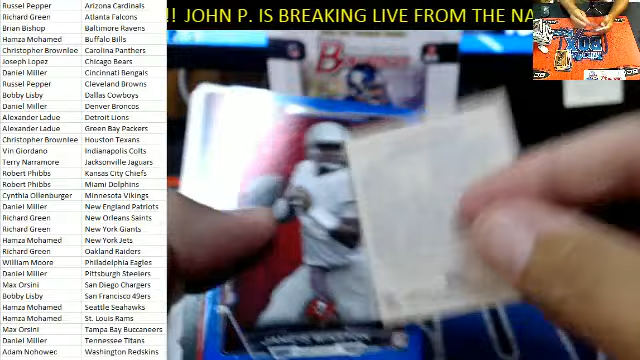 !! JOHN P. IS BREAKING LIVE FROM THE NA
Russel Pepper Arizona Cardinals
Richard Green Atlanta Falcons
Brian Bishop Baltimore Ravens
Hamza Mohamed Buffalo Bills
Christopher Brownlee Carolina Panthers
Joseph Lopez Chicago Bears
Daniel Miller Cincinnati Bengals
Russel Pepper Cleveland Browns
Bobby Lisby Dallas Cowboys
Daniel Miller Denver Broncos
Alexander Ladue Detroit Lions
Alexander Ladue Green Bay Packers
Christopher Brownlee Houston Texans
Vin Giordano Indianapolis Colts
Terry Narramore Jacksonville Jaguars
Robert Phibbs Kansas City Chiefs
Robert Phibbs Miami Dolphins
Cynthia Ollenburger Minnesota Vikings
Daniel Miller New England Patriots
Richard Green New Orleans Saints
Richard Green New York Giants
Hamza Mohamed New York Jets
Richard Green Oakland Raiders
William Moore Philadelphia Eagles
Daniel Miller Pittsburgh Steelers
Max Orsini San Diego Chargers
Bobby Lisby San Francisco 49ers
Hamza Mohamed Seattle Seahawks
Hamza Mohamed St. Louis Rams
Max Orsini Tampa Bay Buccaneers
Daniel Miller Tennessee Titans
Adam Nohowec Washington Redskins
Bowman